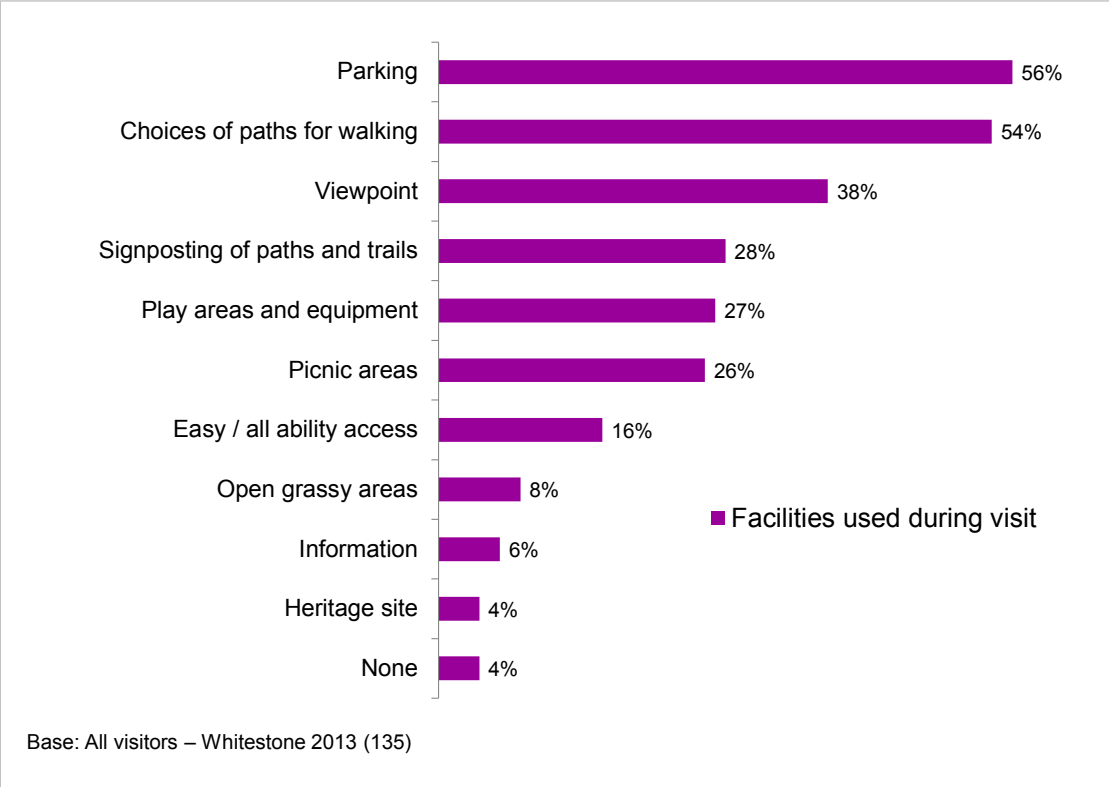 Parking 56%
Choices of paths for walking 54%
Viewpoint 38%
Signposting of paths and trails 28%
Play areas and equipment 27%
Picnic areas 26%
Easy / all ability access 16%
Open grassy areas 8%
Facilities used during visit
Information 6%
Heritage site 4%
None 4%
Base: All visitors – Whitestone 2013 (135)